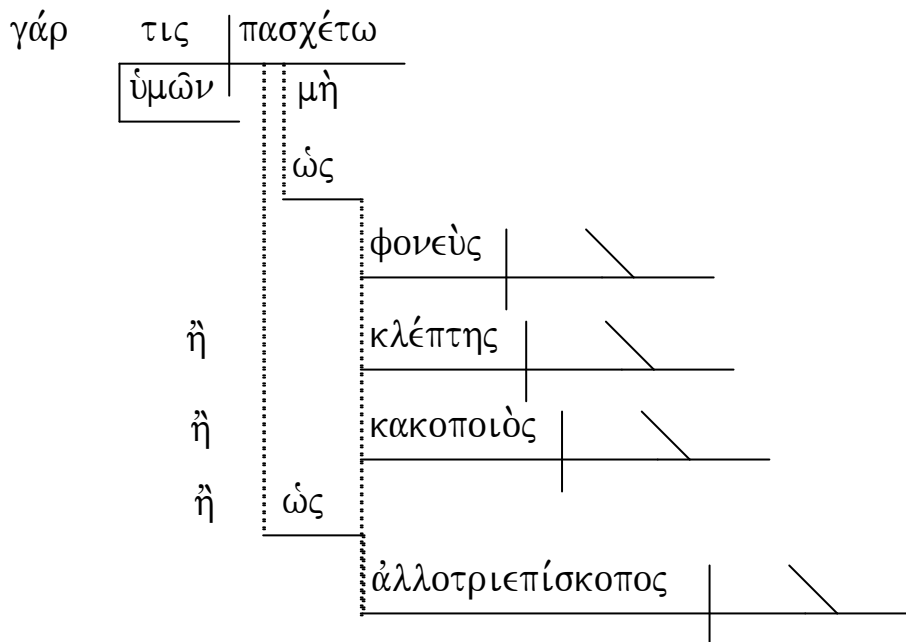 γάρ τις πασχέτω
ὑμῶν μὴ
ὡς
φονεὺς
ἢ κλέπτης
ἢ κακοποιὸς
ἢ ὡς
ἀλλοτριεπίσκοπος